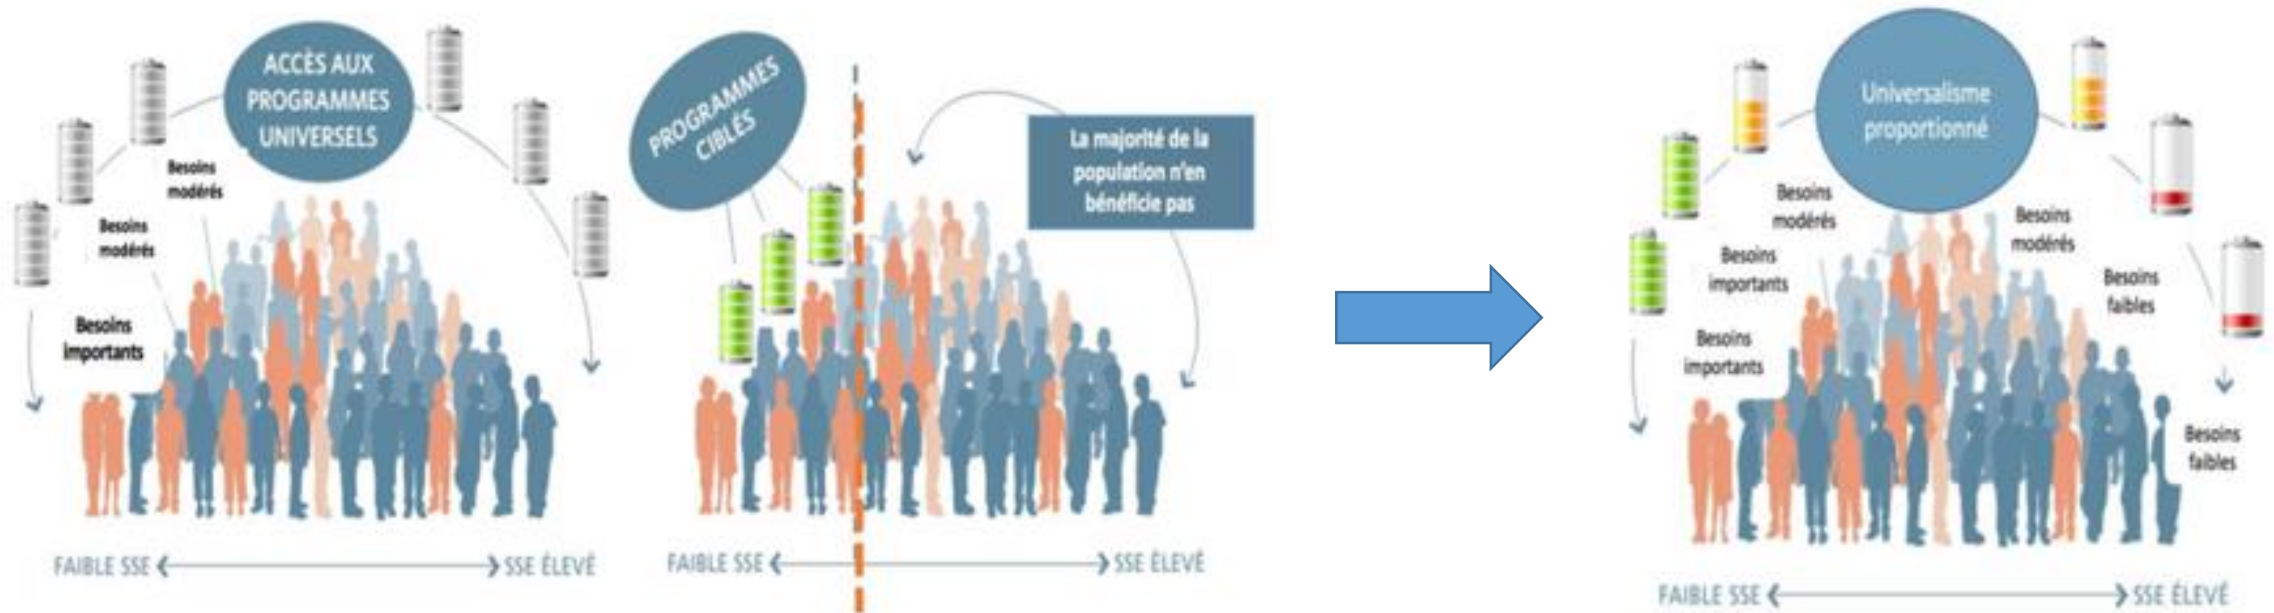 ACCÈS AUX
PROGRAMMES
UNIVERSELS
Besoins
modérés
Besoins
modérés
Besoins
importants
FAIBLE SSE
SSE ÉLEVÉ
PROGRAMMES
CIBLÉS
La majorité de la
population n'en
bénéficie pas
FAIBLE SSE
SSE ÉLEVÉ
Universalisme
proportionné
Besoins
modérés
Besoins
importants
Besoins
importants
Besoins
modérés
Besoins
faibles
Besoins
faibles
FAIBLE SSE
SSE ÉLEVÉ